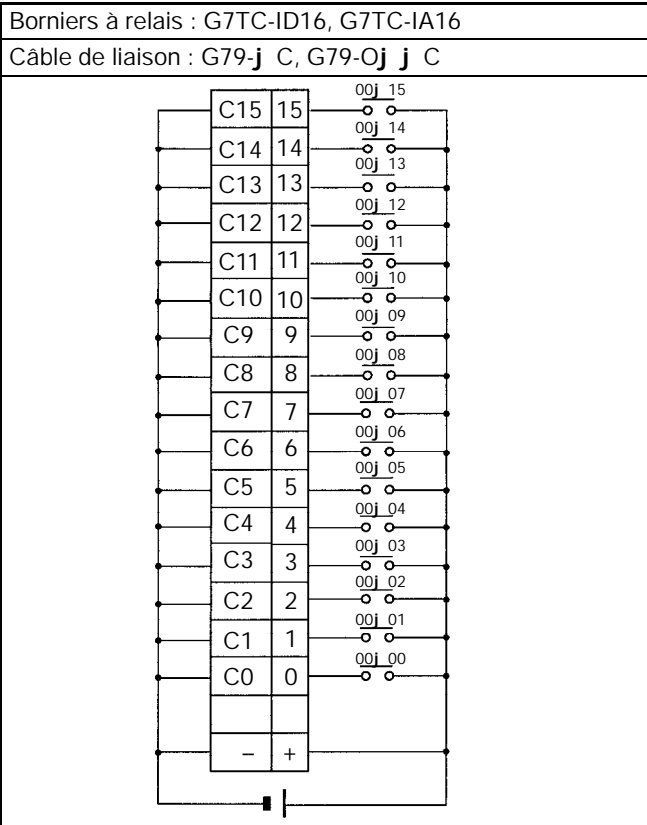 Borniers à relais : G7TC-ID16, G7TC-IA16
Câble de liaison : G79-j C, G79-Oj j C
C15 15 00j 15
C14 14 00j 14
C13 13 00j 13
C12 12 00j 12
C11 11 00j 11
C10 10 00j 10
C9 9 00j 09
C8 8 00j 08
C7 7 00j 07
C6 6 00j 06
C5 5 00j 05
C4 4 00j 04
C3 3 00j 03
C2 2 00j 02
C1 1 00j 01
C0 0 00j 00
– +